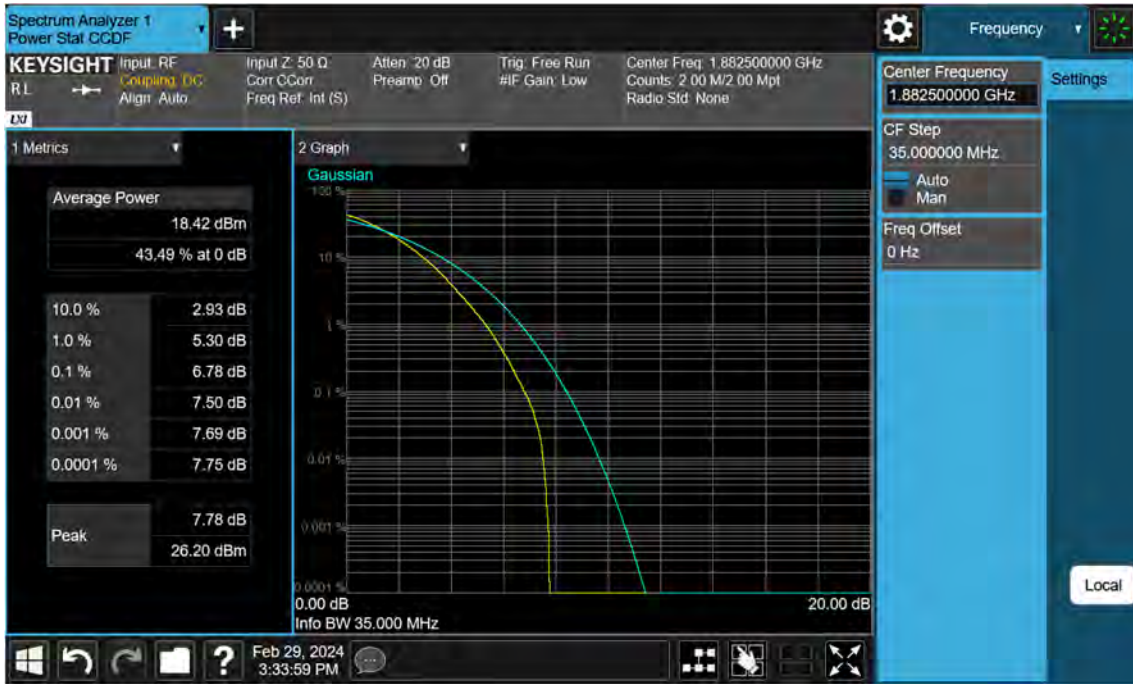 Spectrum Analyzer 1
Power Stat CCDF
+
Frequency
KEYSIGHT
R L
LXI
Input: RF
Coupling: DC
Align: Auto
Input Z: 50 Ω
Corr CCorr
Freq Ref: Int (S)
Atten: 20 dB
Preamp: Off
Trig: Free Run
#IF Gain: Low
Center Freq: 1.882500000 GHz
Counts: 2.00 M/2.00 Mpt
Radio Std: None
Center Frequency
1.882500000 GHz
Settings
CF Step
35.000000 MHz
Auto
Man
Freq Offset
0 Hz
1 Metrics
Average Power
18.42 dBm
43.49 % at 0 dB
10.0 % 2.93 dB
1.0 % 5.30 dB
0.1 % 6.78 dB
0.01 % 7.50 dB
0.001 % 7.69 dB
0.0001 % 7.75 dB
Peak
7.78 dB
26.20 dBm
2 Graph
Gaussian
100 %
10 %
1 %
0.1 %
0.01 %
0.001 %
0.0001 %
0.00 dB
20.00 dB
Info BW 35.000 MHz
Local
?
Feb 29, 2024
3:33:59 PM